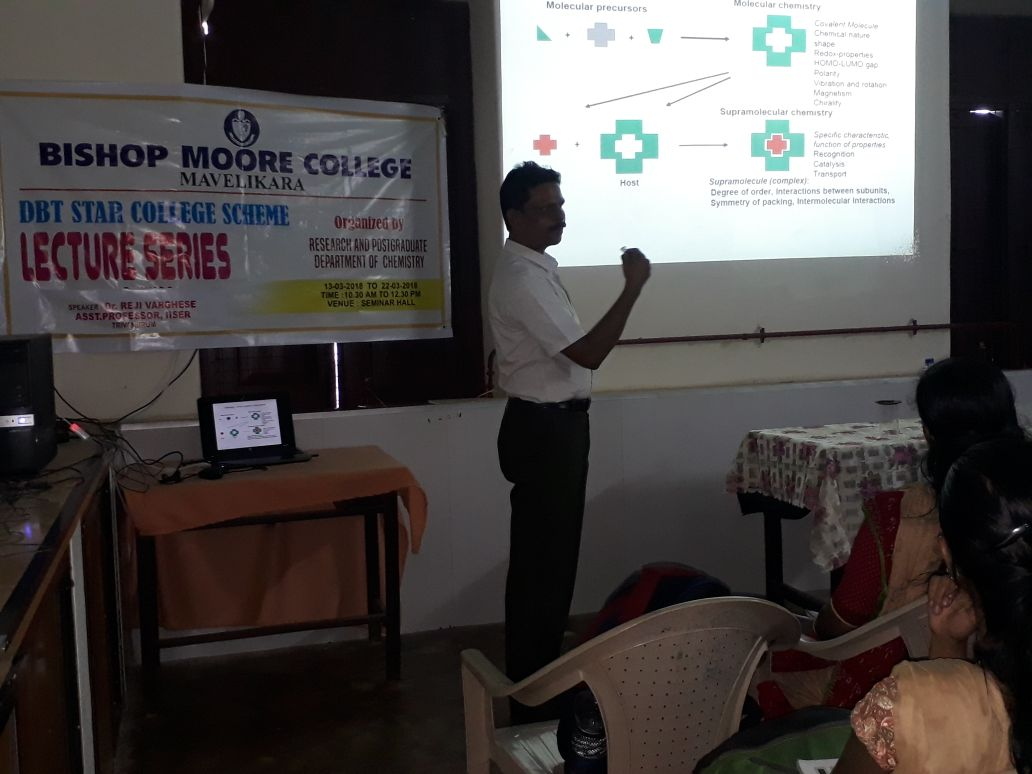 BISHOP MOORE COLLEGE
MAVELIKARA
DBT STAR COLLEGE SCHEME
LECTURE SERIES
Organized by
RESEARCH AND POSTGRADUATE
DEPARTMENT OF CHEMISTRY
13-03-2018 TO 22-03-2018
TIME :10.30 AM TO 12.30 PM
VENUE : SEMINAR HALL
SPEAKER : Dr. REJI VARGHESE
ASST.PROFESSOR, IISER
Molecular precursors
+ +
Molecular chemistry
Covalent Molecule
Chemical nature
shape
Redox-properties
HOMO-LUMO gap
Polarity
Vibration and rotation
Magnetism
Chirality
Supramolecular chemistry
+
Host
Specific characteristic,
function of properties
Recognition
Catalysis
Transport
Supramolecule (complex):
Degree of order, Interactions between subunits,
Symmetry of packing, Intermolecular interactions